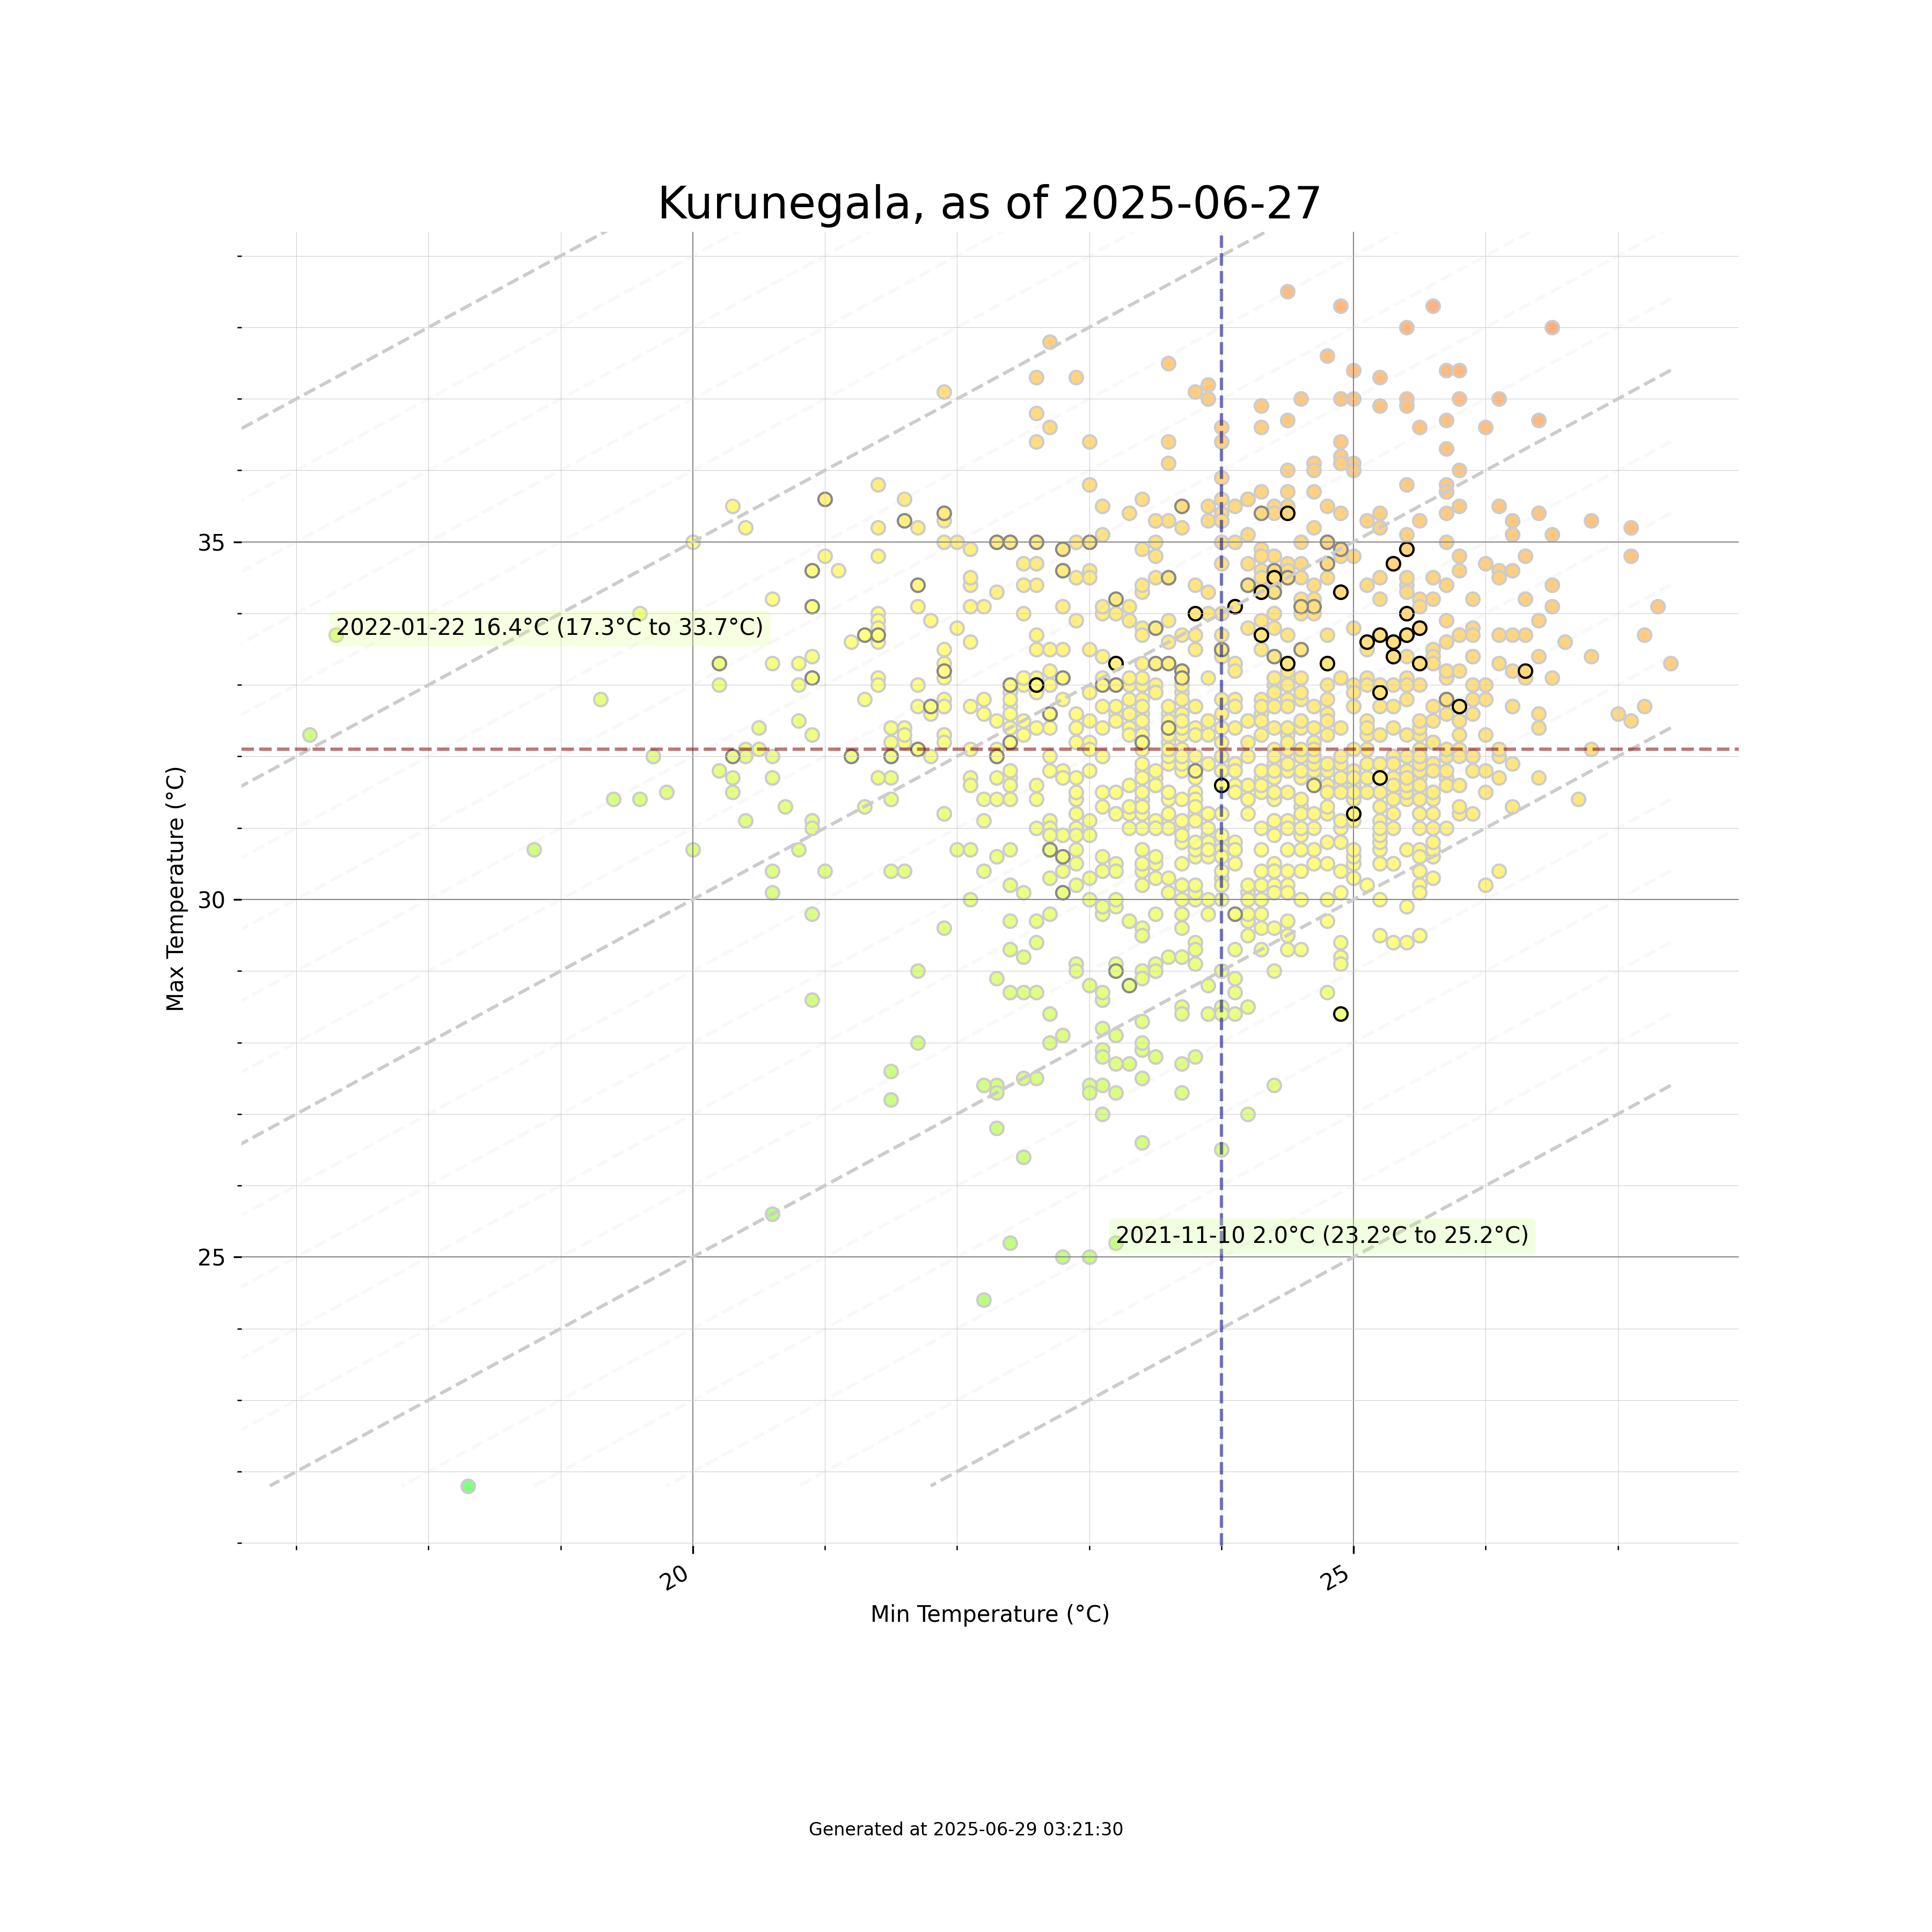 Kurunegala, as of 2025-06-27
35
2022-01-22 16.4°C (17.3°C to 33.7°C)
Max Temperature (°C)
30
2021-11-10 2.0°C (23.2°C to 25.2°C)
25
20
25
Min Temperature (°C)
Generated at 2025-06-29 03:21:30